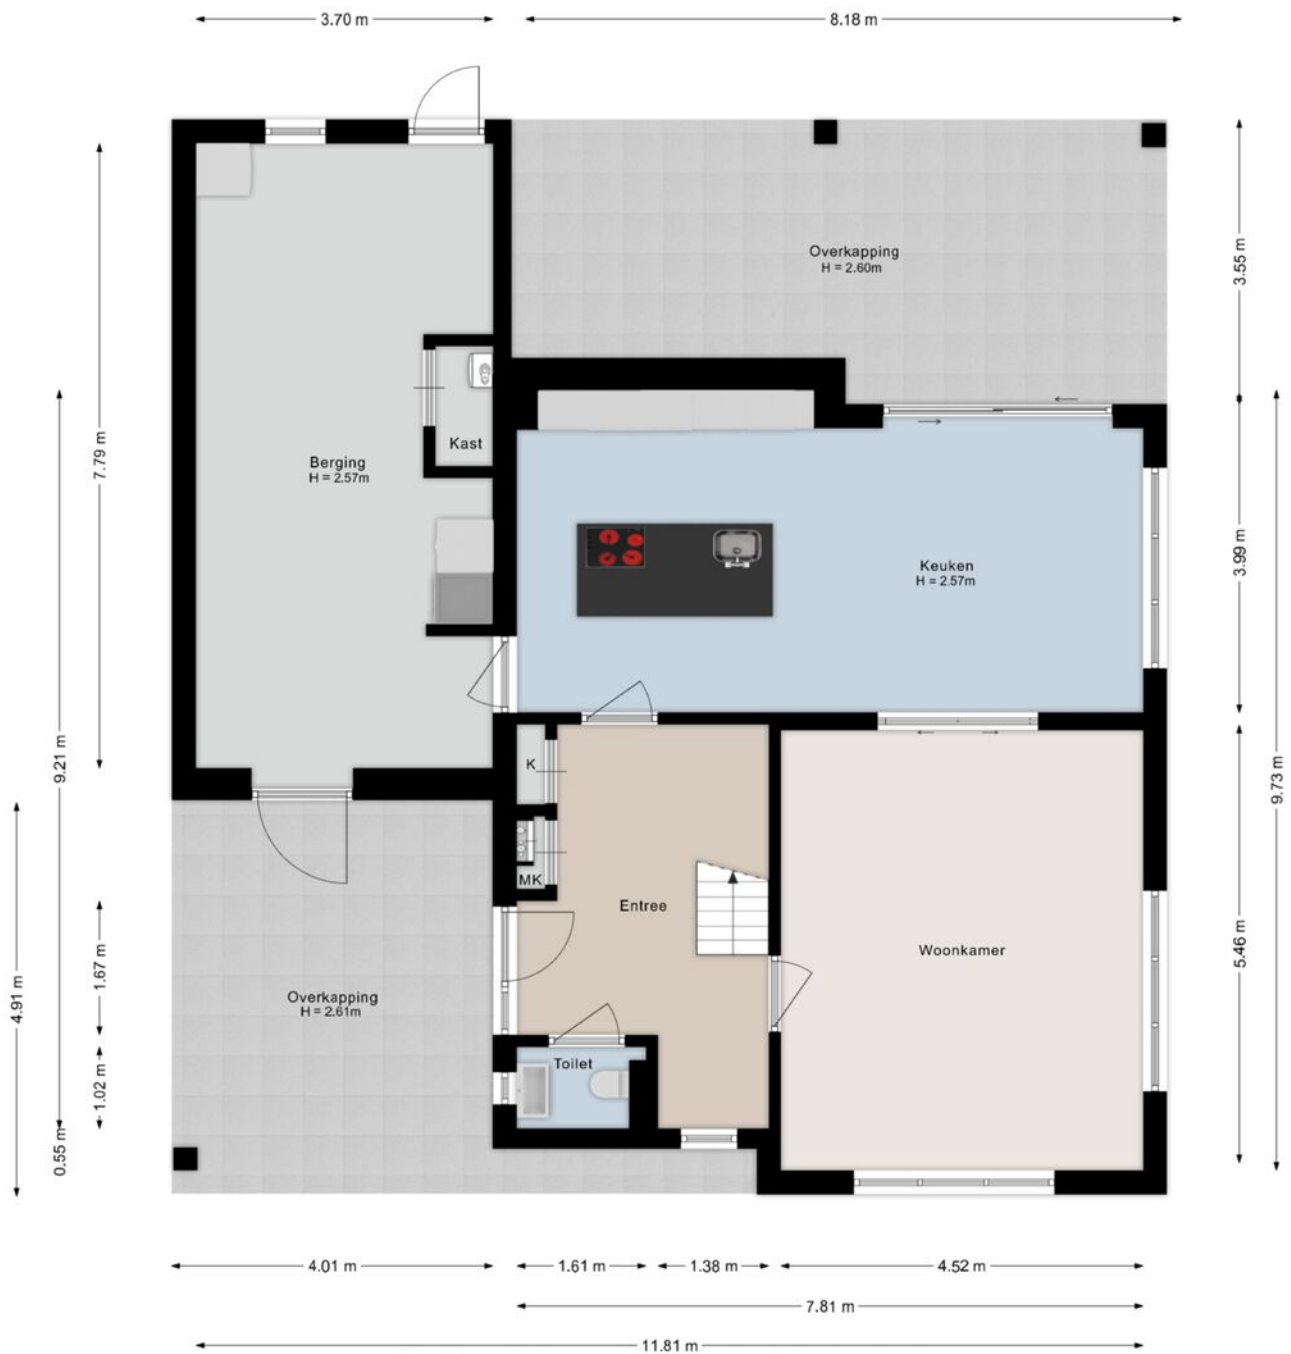 3.70 m
8.18 m
Overkapping
H = 2.60m
3.55 m
Berging
H = 2.57m
Kast
7.79 m
Keuken
H = 2.57m
3.99 m
9.21 m
K
MK
Entree
Woonkamer
9.73 m
5.46 m
Overkapping
H = 2.61m
1.67 m
4.91 m
Toilet
1.02 m
0.55 m
4.01 m
1.61 m
1.38 m
4.52 m
7.81 m
11.81 m